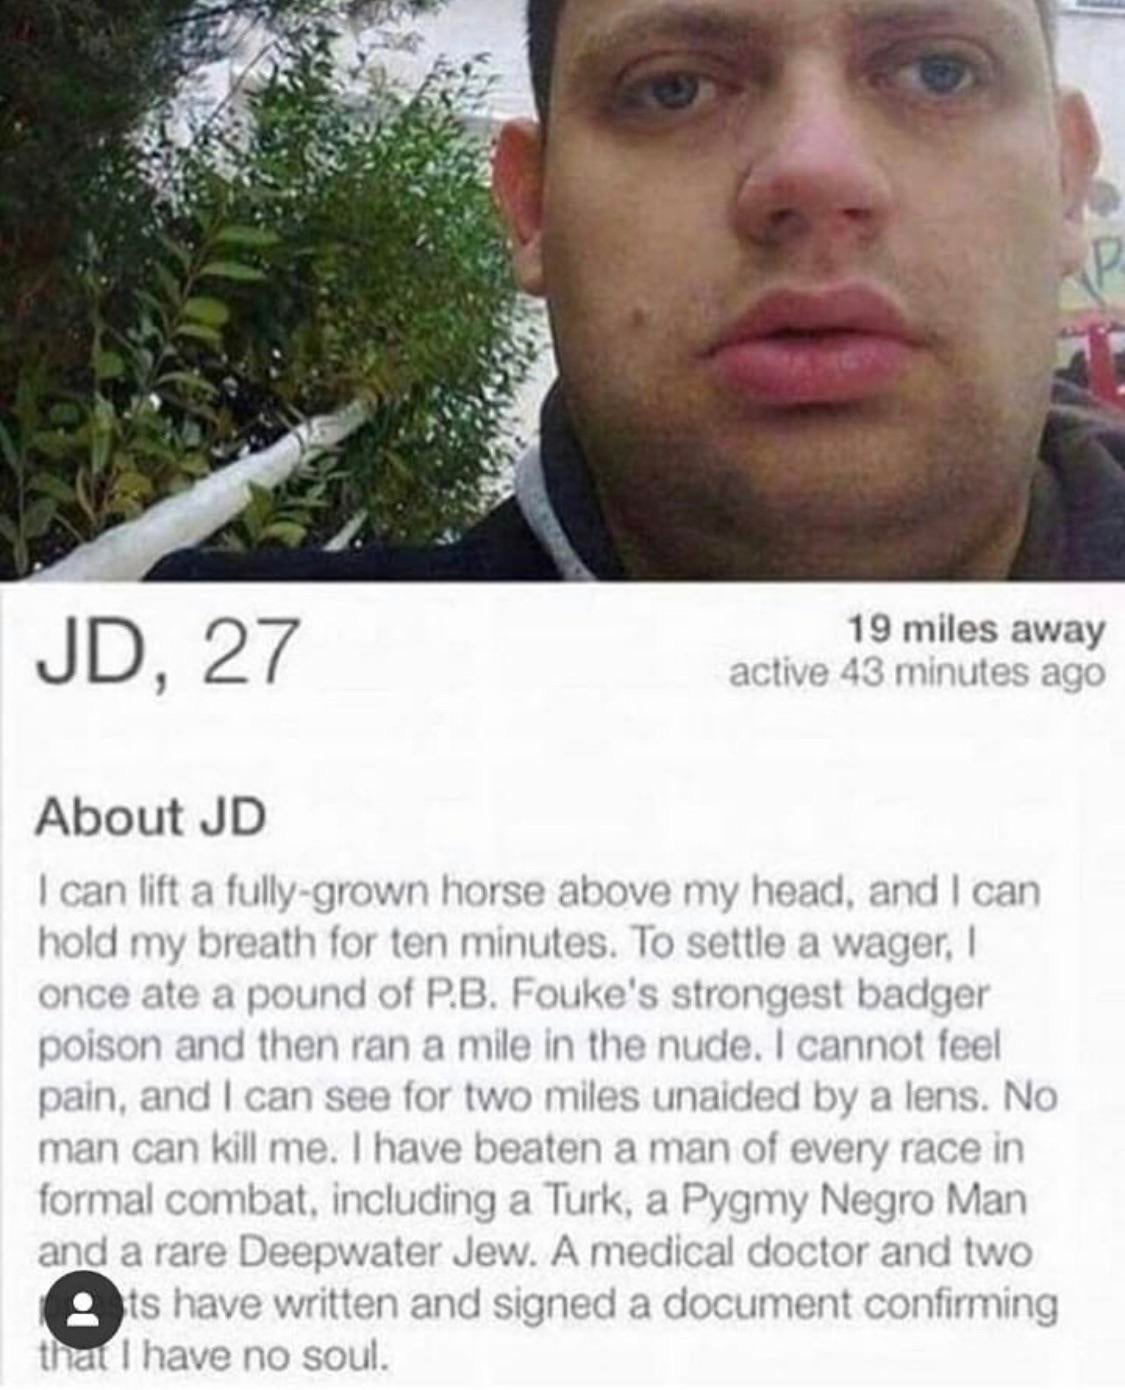 JD, 27
19 miles away
active 43 minutes ago
About JD
I can lift a fully-grown horse above my head, and I can
hold my breath for ten minutes. To settle a wager, I
once ate a pound of P.B. Fouke's strongest badger
poison and then ran a mile in the nude. I cannot feel
pain, and I can see for two miles unaided by a lens. No
man can kill me. I have beaten a man of every race in
formal combat, including a Turk, a Pygmy Negro Man
and a rare Deepwater Jew. A medical doctor and two
have written and signed a document confirming
that I have no soul.